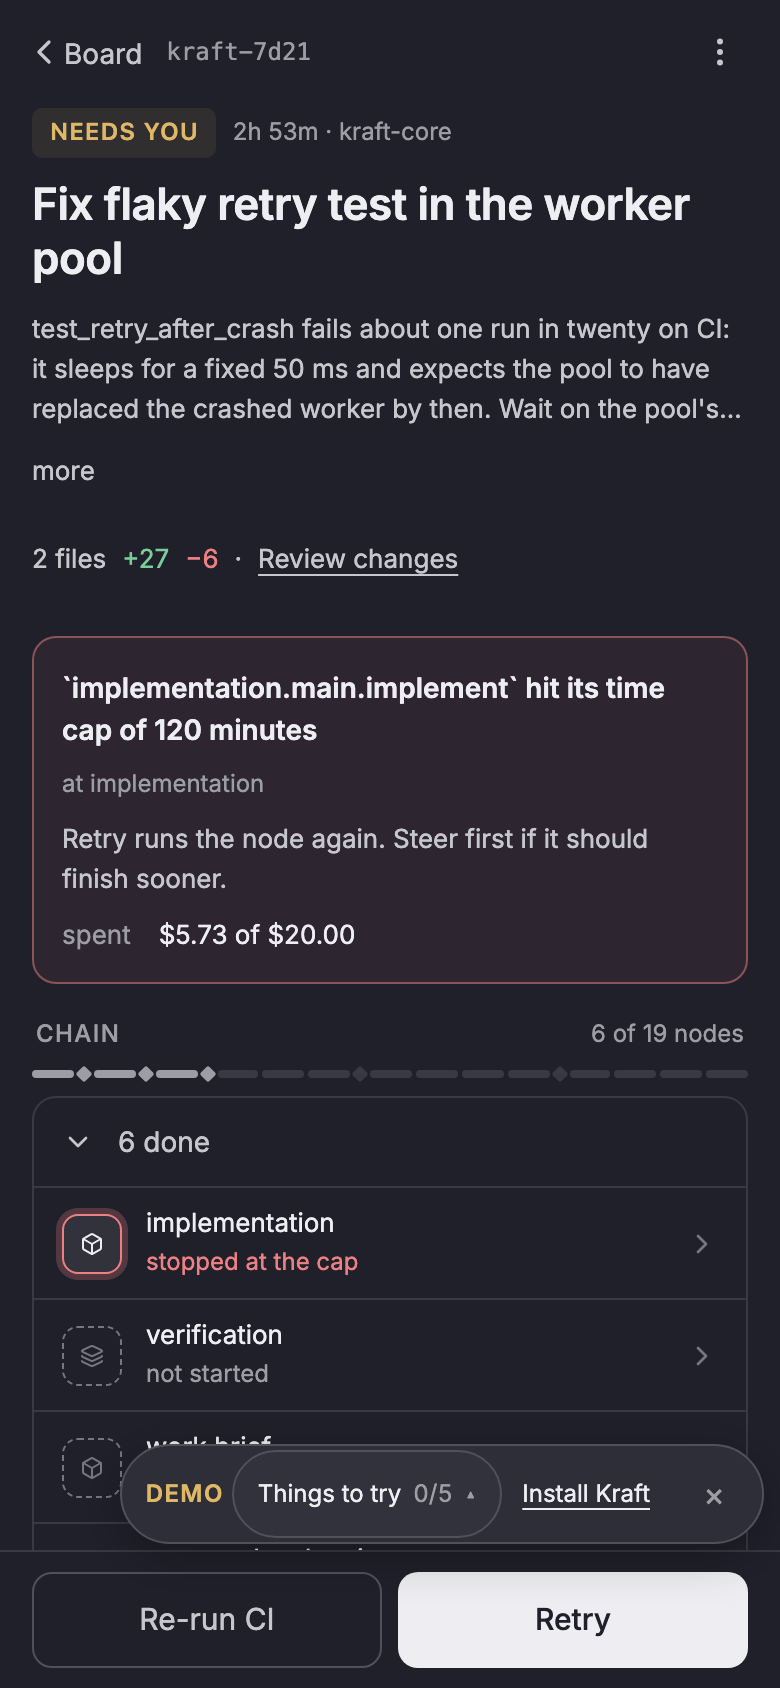 Board kraft-7d21
NEEDS YOU 2h 53m · kraft-core
Fix flaky retry test in the worker
pool
test_retry_after_crash fails about one run in twenty on CI:
it sleeps for a fixed 50 ms and expects the pool to have
replaced the crashed worker by then. Wait on the pool's...
more
2 files +27 −6 · Review changes
`implementation.main.implement` hit its time
cap of 120 minutes
at implementation
Retry runs the node again. Steer first if it should
finish sooner.
spent $5.73 of $20.00
CHAIN 6 of 19 nodes
6 done
implementation
stopped at the cap
verification
not started
work brief
DEMO Things to try 0/5 ▴ Install Kraft ×
Re-run CI Retry